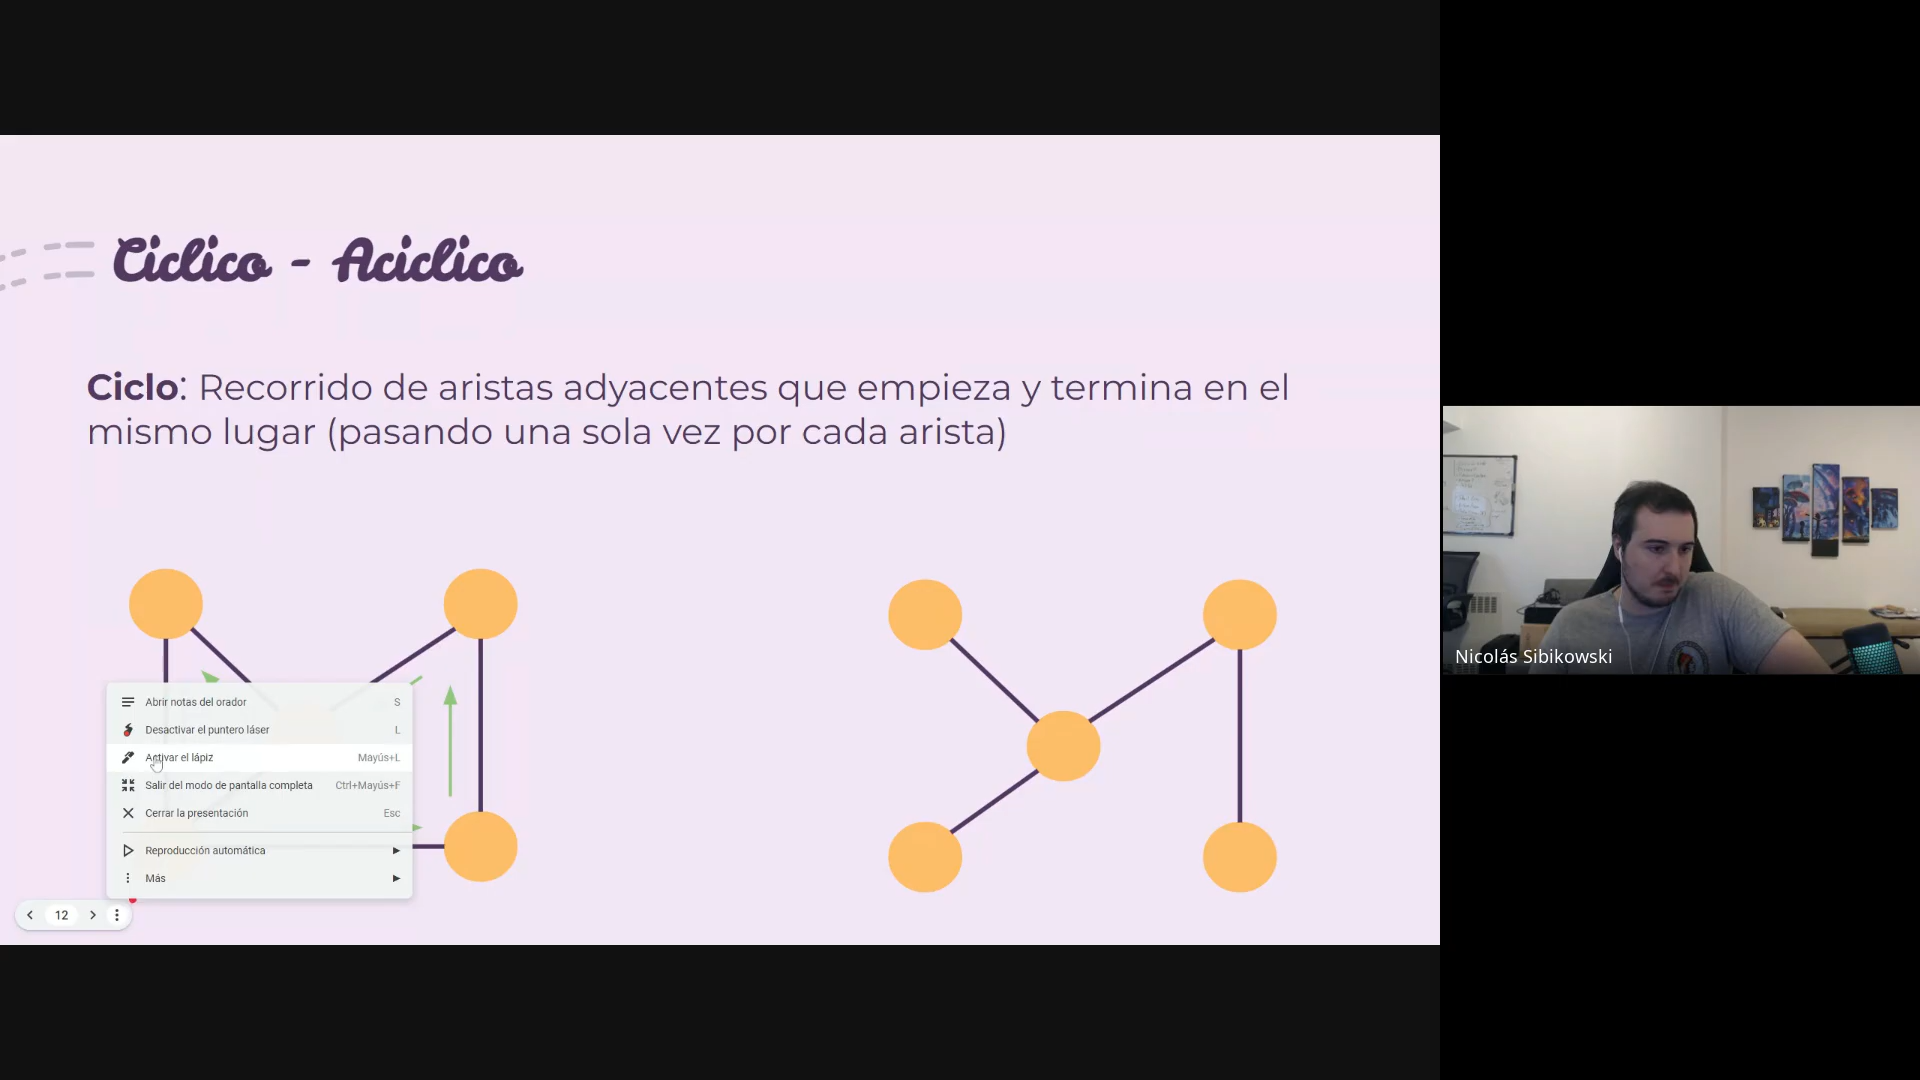 Ciclico - Aciclico
Ciclo: Recorrido de aristas adyacentes que empieza y termina en el
mismo lugar (pasando una sola vez por cada arista)
Abrir notas del orador S
Desactivar el puntero láser L
Activar el lápiz Mayús+L
Salir del modo de pantalla completa Ctrl+Mayús+F
Cerrar la presentación Esc
Reproducción automática
Más
12
Nicolás Sibikowski